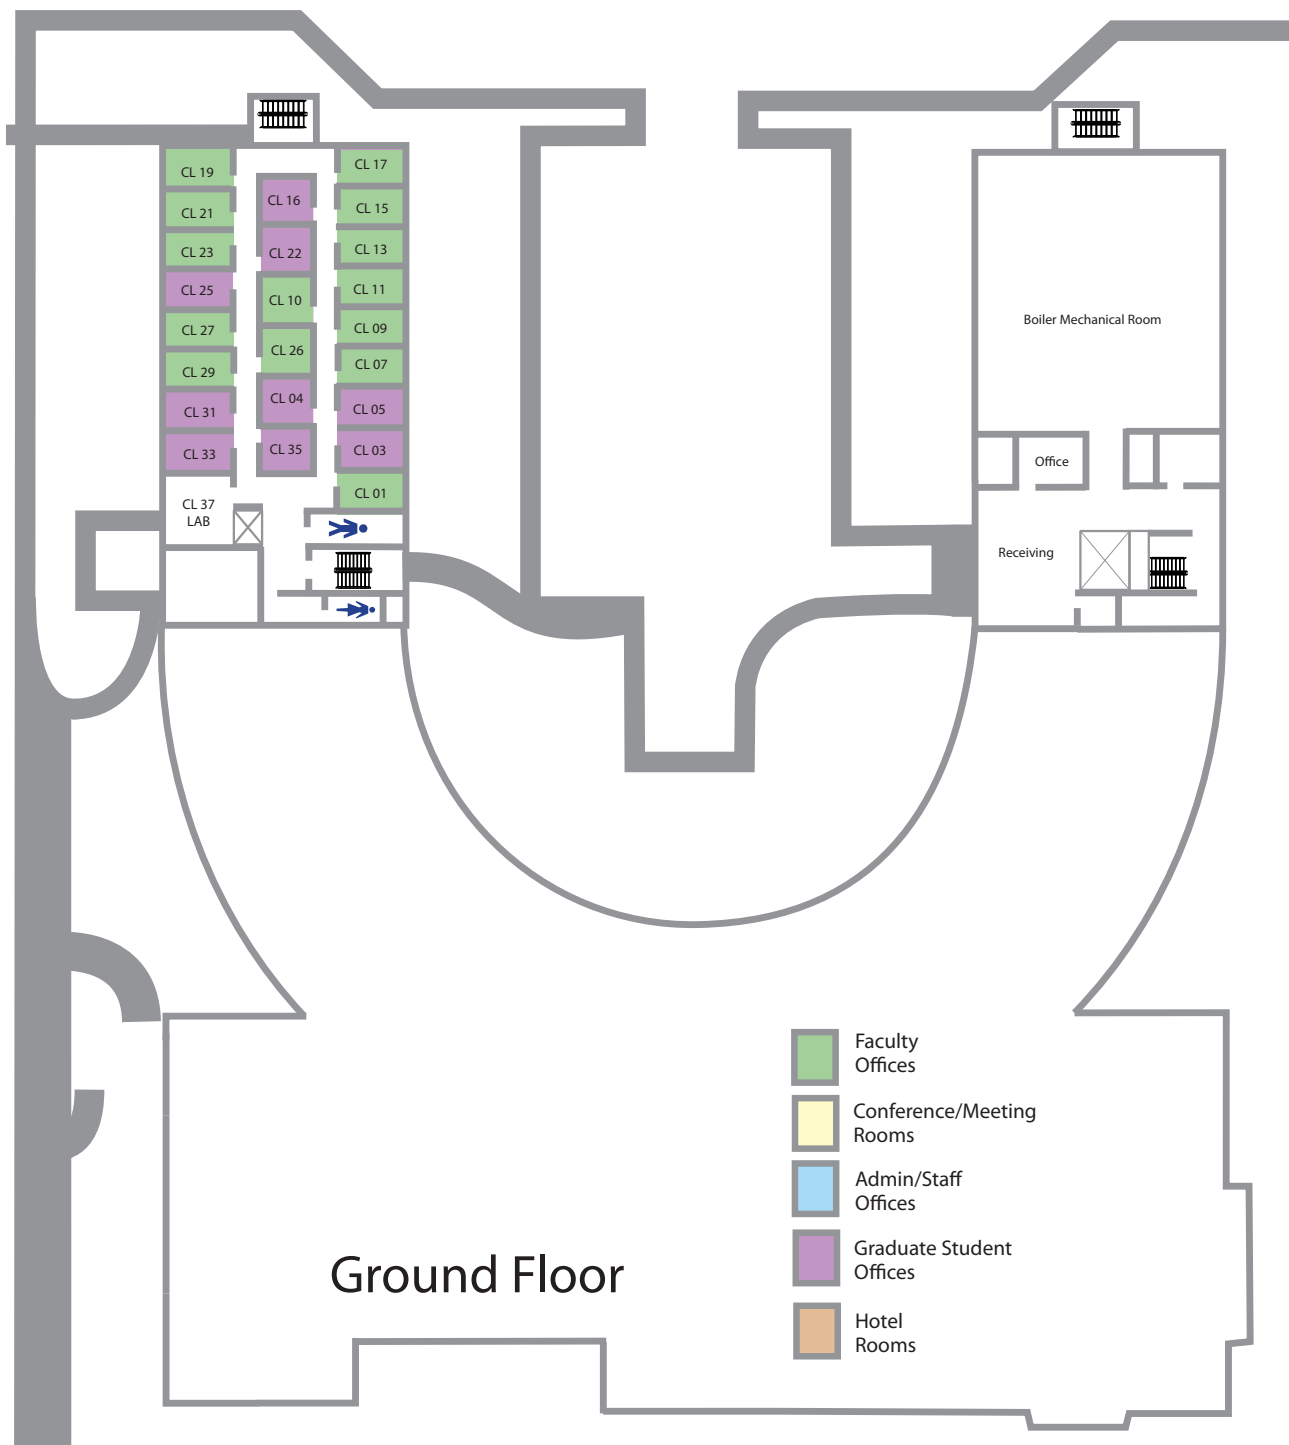 CL 19
CL 21
CL 23
CL 25
CL 27
CL 29
CL 31
CL 33
CL 37
LAB
CL 16
CL 22
CL 10
CL 26
CL 04
CL 35
CL 17
CL 15
CL 13
CL 11
CL 09
CL 07
CL 05
CL 03
CL 01
Boiler Mechanical Room
Office
Receiving
Faculty
Offices
Conference/Meeting
Rooms
Admin/Staff
Offices
Graduate Student
Offices
Hotel
Rooms
Ground Floor